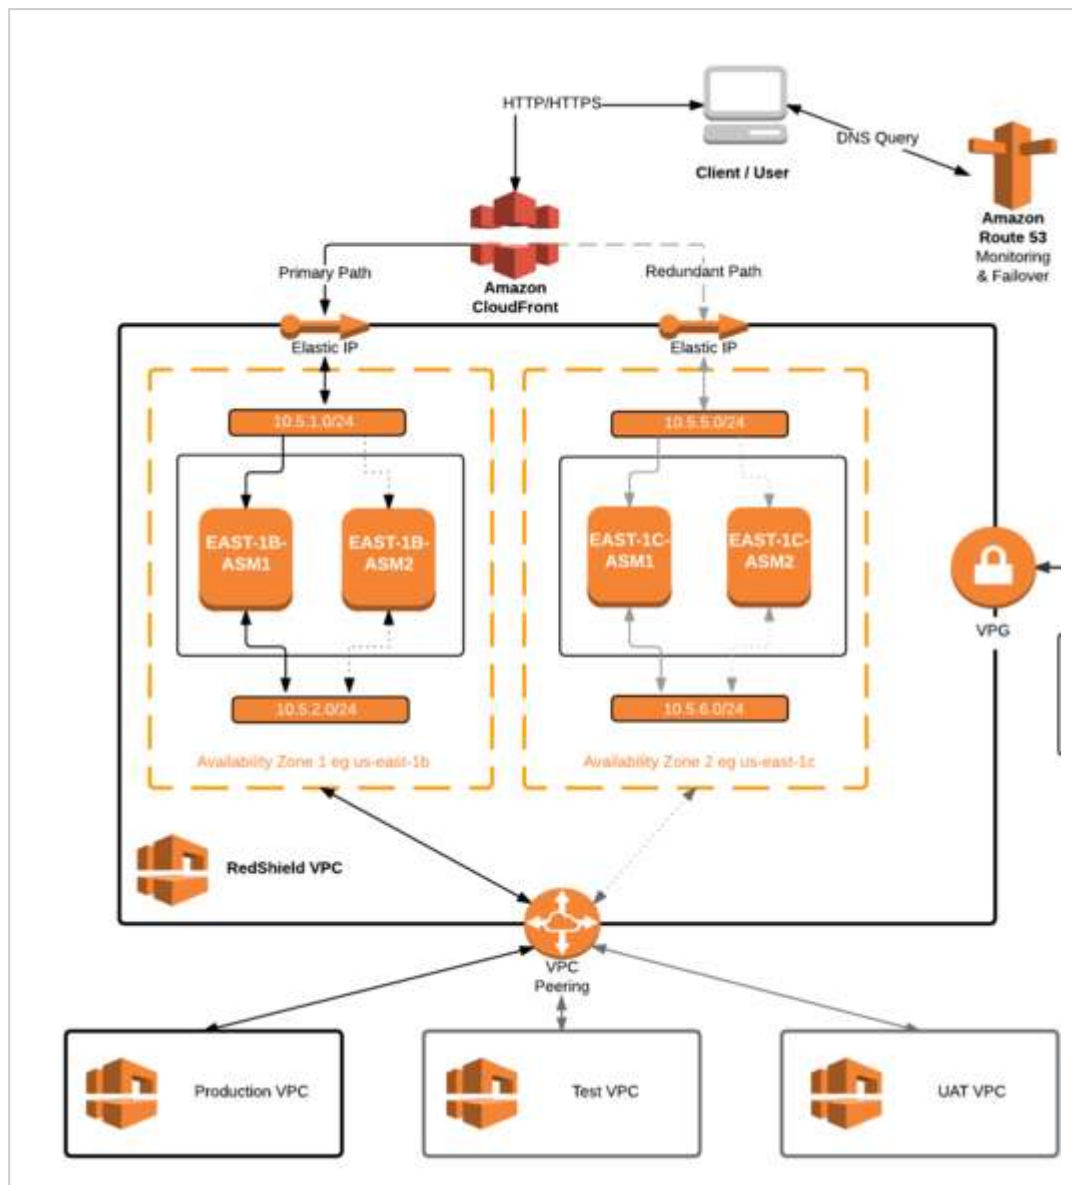 HTTP/HTTPS
DNS Query
Client / User
Amazon
Route 53
Monitoring
& Failover
Primary Path
Redundant Path
Amazon
CloudFront
Elastic IP
Elastic IP
10.5.1.0/24
10.5.5.0/24
EAST-1B-
ASM1
EAST-1B-
ASM2
EAST-1C-
ASM1
EAST-1C-
ASM2
VPG
10.5.2.0/24
10.5.6.0/24
Availability Zone 1 eg us-east-1b
Availability Zone 2 eg us-east-1c
RedShield VPC
VPC
Peering
Production VPC
Test VPC
UAT VPC